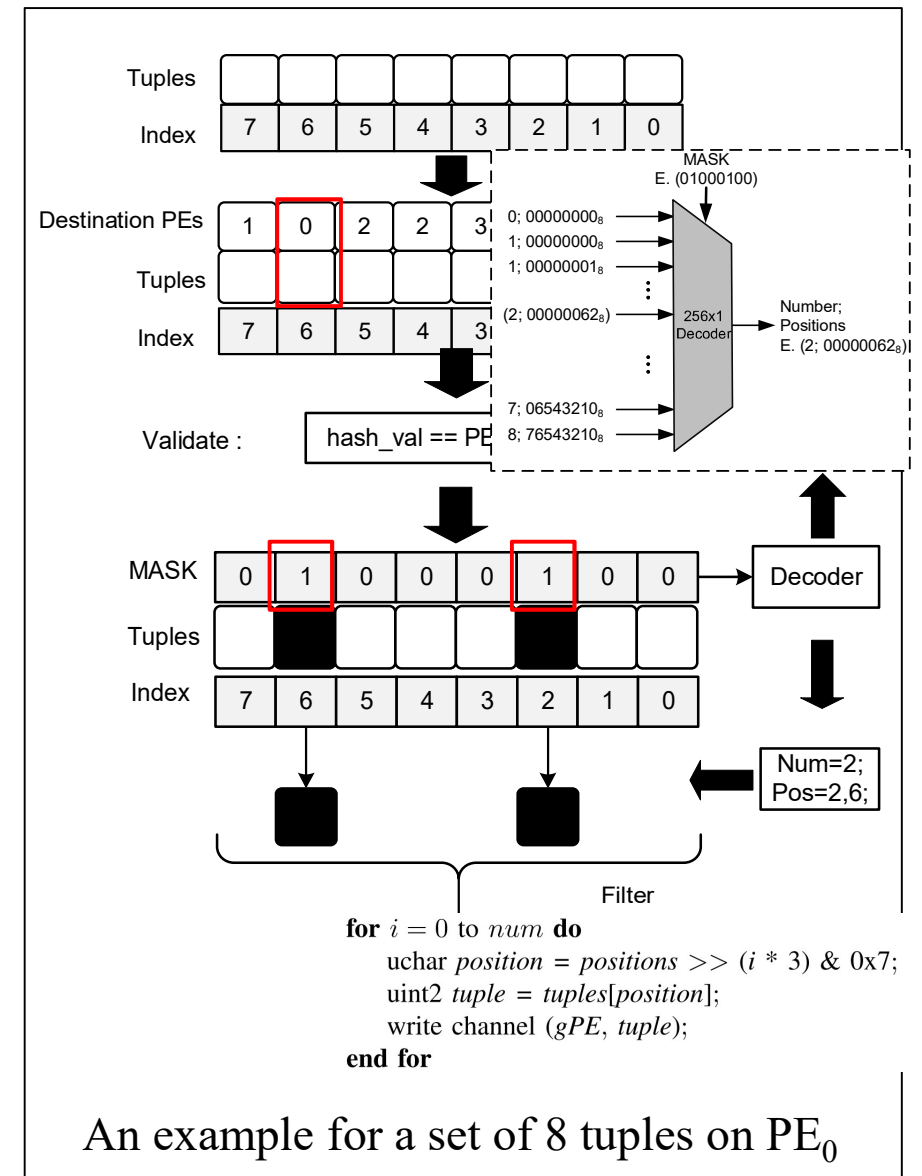 Tuples
Index 7 6 5 4 3 2 1 0
MASK
E. (01000100)
0; 00000000₈
1; 00000000₈
1; 00000001₈
⋮
(2; 00000062₈)
⋮
7; 06543210₈
8; 76543210₈
256x1
Decoder
Number;
Positions
E. (2; 00000062₈)
Destination PEs 1 0 2 2 3
Tuples
Index 7 6 5 4 3
Validate : hash_val == PE
MASK 0 1 0 0 0 1 0 0
Decoder
Tuples
Index 7 6 5 4 3 2 1 0
Num=2;
Pos=2,6;
Filter
for i = 0 to num do
uchar position = positions >> (i * 3) & 0x7;
uint2 tuple = tuples[position];
write channel (gPE, tuple);
end for
An example for a set of 8 tuples on PE₀